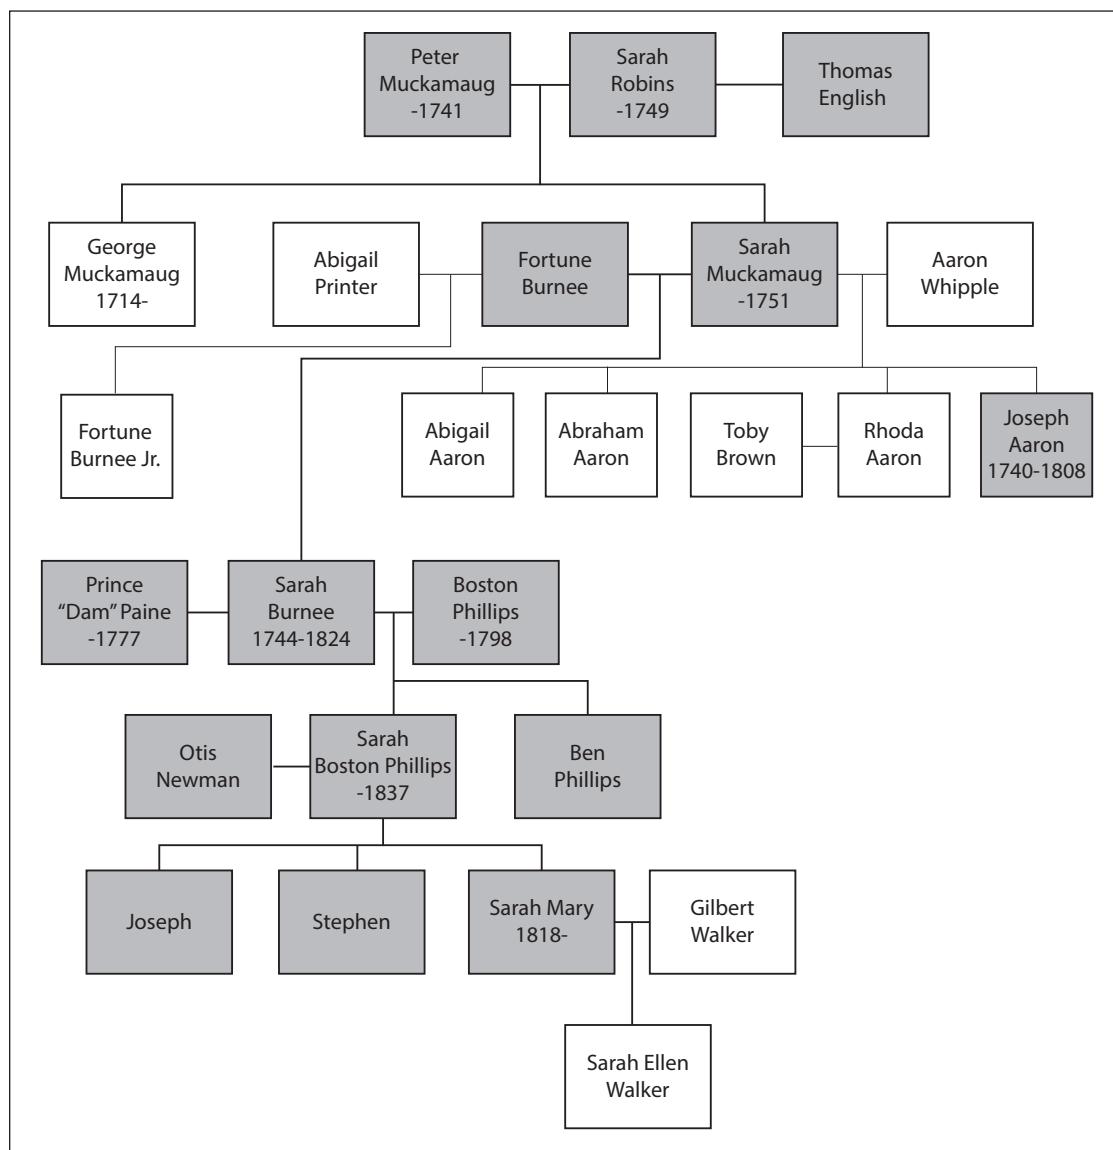 Peter
Muckamaug
-1741
Sarah
Robins
-1749
Thomas
English
George
Muckamaug
1714-
Abigail
Printer
Fortune
Burnee
Sarah
Muckamaug
-1751
Aaron
Whipple
Fortune
Burnee Jr.
Abigail
Aaron
Abraham
Aaron
Toby
Brown
Rhoda
Aaron
Joseph
Aaron
1740-1808
Prince
“Dam” Paine
-1777
Sarah
Burnee
1744-1824
Boston
Phillips
-1798
Otis
Newman
Sarah
Boston Phillips
-1837
Ben
Phillips
Joseph
Stephen
Sarah Mary
1818-
Gilbert
Walker
Sarah Ellen
Walker